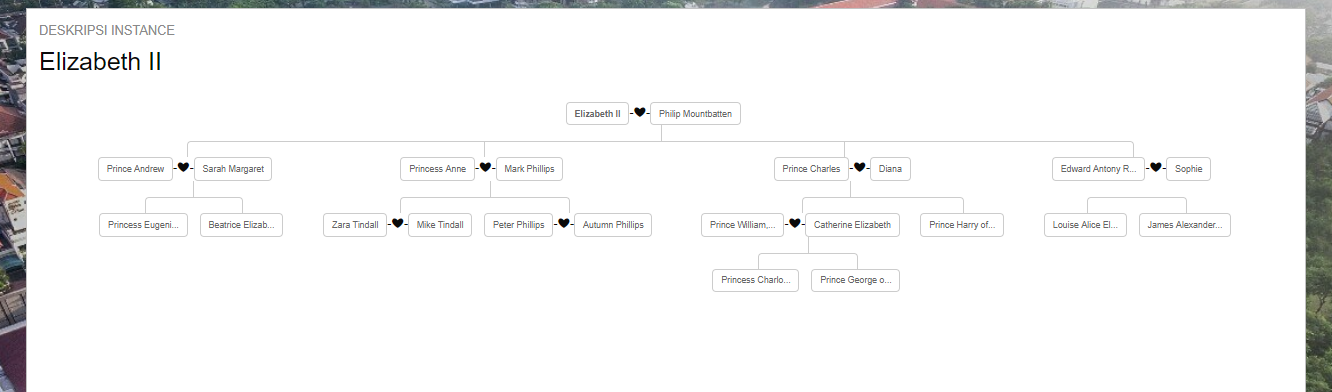 DESKRIPSI INSTANCE
Elizabeth II
Elizabeth II Philip Mountbatten
Prince Andrew Sarah Margaret Princess Anne Mark Phillips Prince Charles Diana Edward Antony R... Sophie
Princess Eugeni... Beatrice Elizab... Zara Tindall Mike Tindall Peter Phillips Autumn Phillips Prince William,... Catherine Elizabeth Prince Harry of... Louise Alice El... James Alexander...
Princess Charlo... Prince George o...